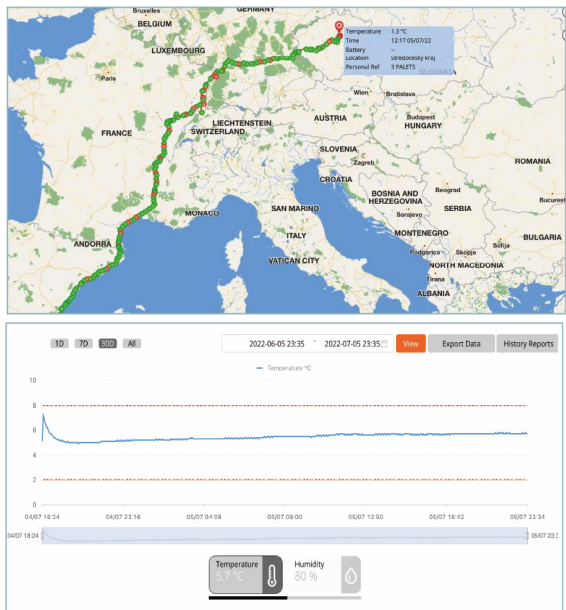 Bruxelles
GERMANY
BELGIUM
LUXEMBOURG
Paris
Temperature 1.3 °C
Time 12:17 05/07/22
Battery --
Location Středočeský kraj
Personal Ref 3 PALETS
SLOVAKIA
Wien
Bratislava
LIECHTENSTEIN
AUSTRIA
Budapest
HUNGARY
FRANCE
SWITZERLAND
SLOVENIA
Zagreb
ROMANIA
CROATIA
BOSNIA AND
HERZEGOVINA
Beograd
SERBIA
Bucurest
MONACO
SAN MARINO
Sarajevo
ANDORRA
ITALY
MONTENEGRO
BULGARIA
Podgorica
Skopje
Sofija
VATICAN CITY
NORTH MACEDONIA
Tirana
ALBANIA
1D 7D 30D All
2022-06-05 23:35 ~ 2022-07-05 23:35
View
Export Data
History Reports
Temperature °C
10
8
6
4
2
0
04/07 18:24 04/07 23:16 05/07 04:08 05/07 09:00 05/07 13:50 05/07 18:42 05/07 23:34
04/07 18:24
05/07 23:3
Temperature
5.7 °C
Humidity
80 %